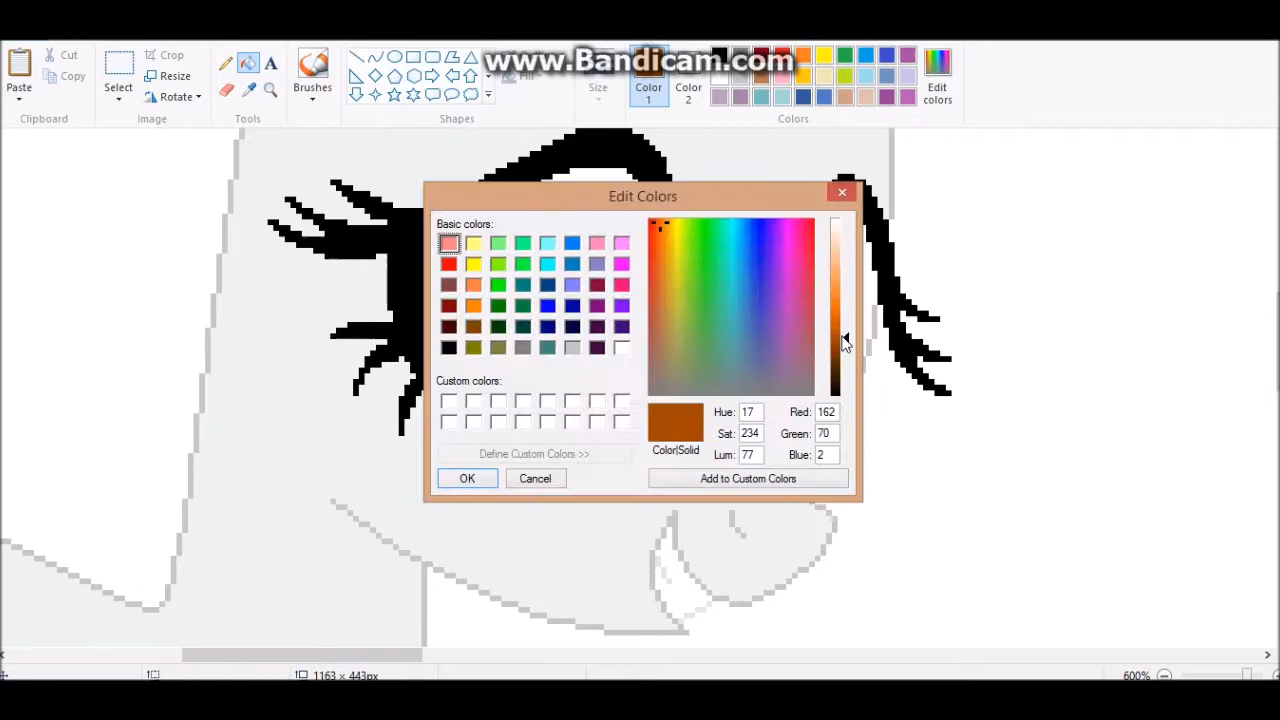 www.Bandicam.com
Cut
Crop
Copy
Resize
Rotate
Paste
Select
Brushes
Fill
Size
Color
1
Color
2
Edit
colors
Clipboard
Image
Tools
Shapes
Colors
Edit Colors
Basic colors:
Custom colors:
Define Custom Colors >>
OK
Cancel
Color|Solid
Hue: 17
Sat: 234
Lum: 77
Red: 162
Green: 70
Blue: 2
Add to Custom Colors
1163 × 443px
600%